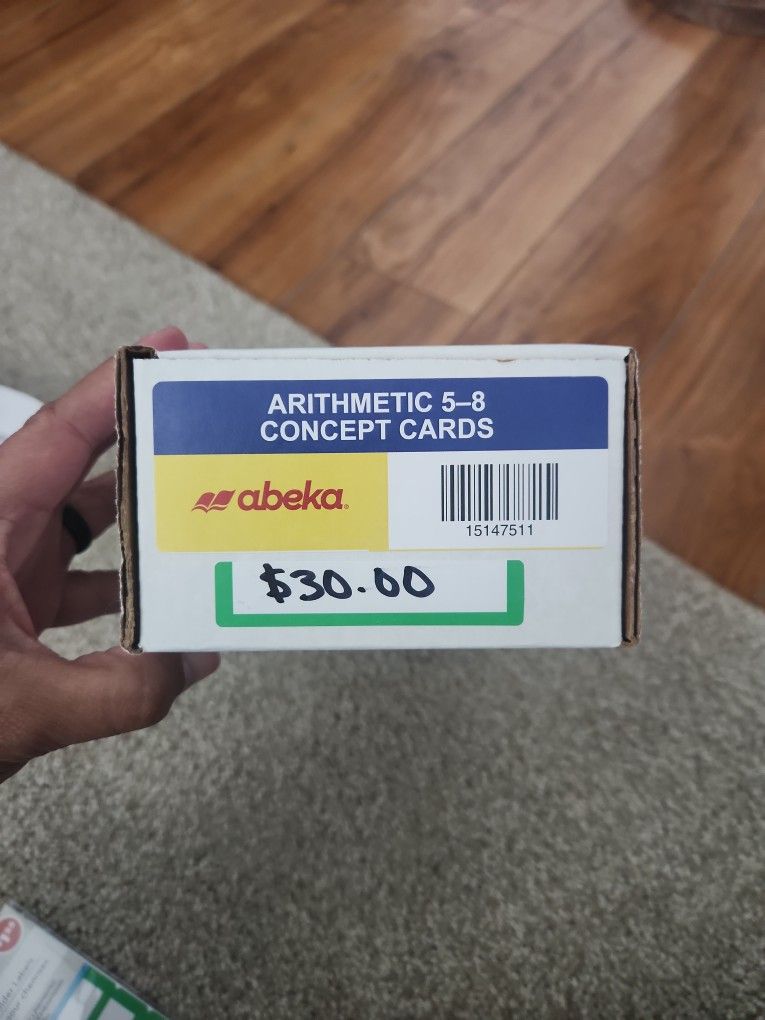 ARITHMETIC 5–8
CONCEPT CARDS
abeka
15147511
$30.00